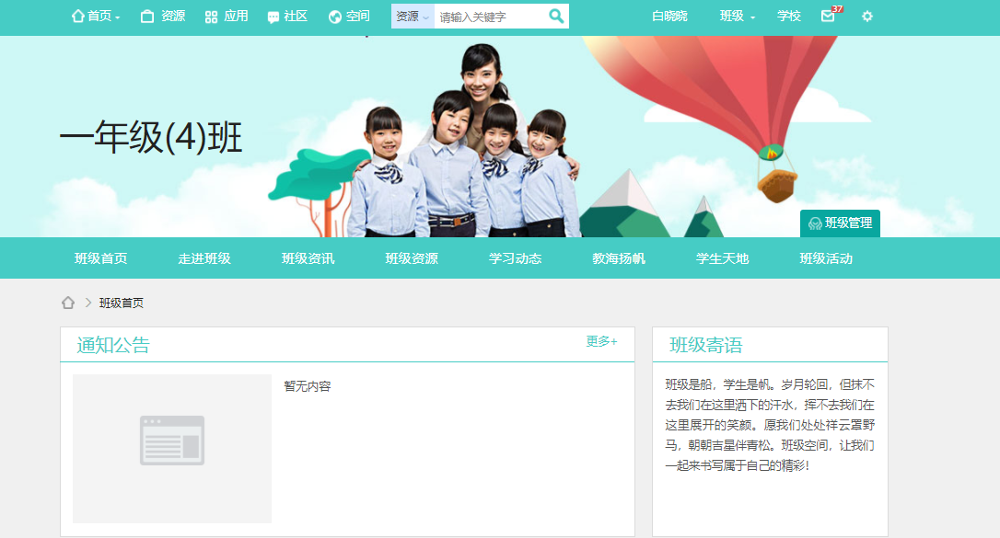 首页 资源 应用 社区 空间 资源 请输入关键字 白晓晓 班级 学校 37
一年级(4)班
班级管理
班级首页 走进班级 班级资讯 班级资源 学习动态 教海扬帆 学生天地 班级活动
班级首页
通知公告 更多+
暂无内容
班级寄语
班级是船，学生是帆。岁月轮回，但抹不
去我们在这里洒下的汗水，挥不去我们在
这里展开的笑颜。愿我们处处祥云罩野
马，朝朝吉星伴青松。班级空间，让我们
一起来书写属于自己的精彩！